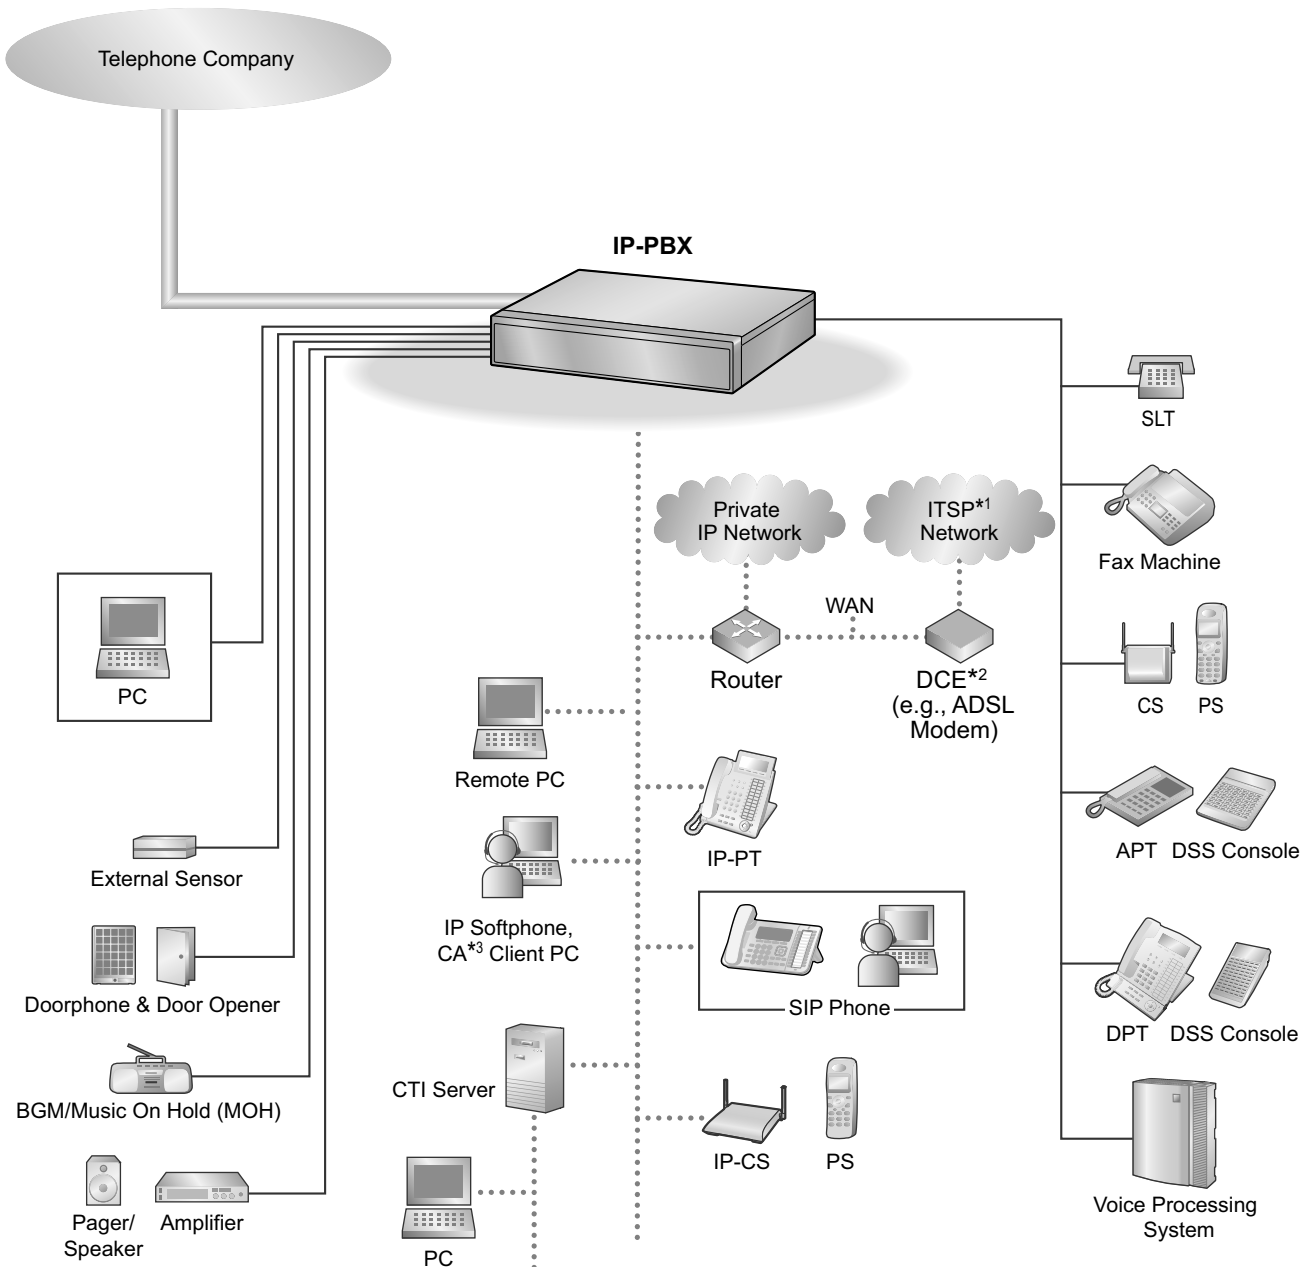 Telephone Company
IP-PBX
SLT
Private
IP Network
ITSP*1
Network
Fax Machine
WAN
PC
Router
DCE*2
(e.g., ADSL
Modem)
CS
PS
Remote PC
IP-PT
APT
DSS Console
External Sensor
IP Softphone,
CA*3 Client PC
Doorphone & Door Opener
SIP Phone
DPT
DSS Console
CTI Server
BGM/Music On Hold (MOH)
IP-CS
PS
Pager/
Speaker
Amplifier
PC
Voice Processing
System